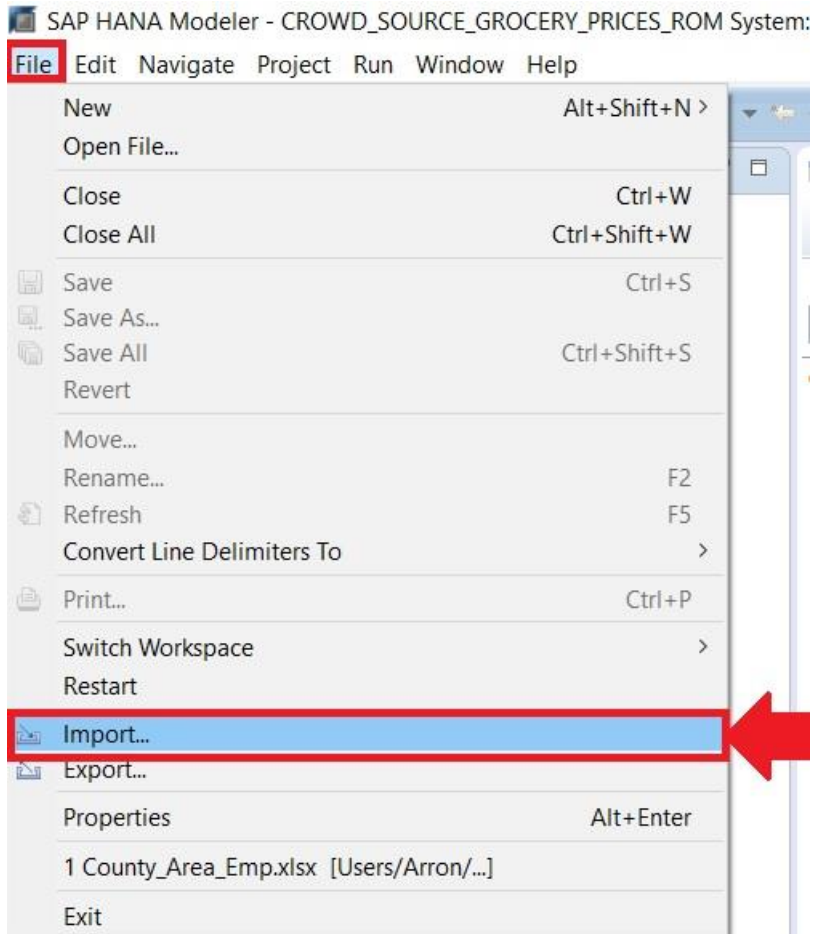 SAP HANA Modeler - CROWD_SOURCE_GROCERY_PRICES_ROM System:
File Edit Navigate Project Run Window Help
New Alt+Shift+N >
Open File...
Close Ctrl+W
Close All Ctrl+Shift+W
Save Ctrl+S
Save As...
Save All Ctrl+Shift+S
Revert
Move...
Rename... F2
Refresh F5
Convert Line Delimiters To >
Print... Ctrl+P
Switch Workspace >
Restart
Import...
Export...
Properties Alt+Enter
1 County_Area_Emp.xlsx [Users/Arron/...]
Exit